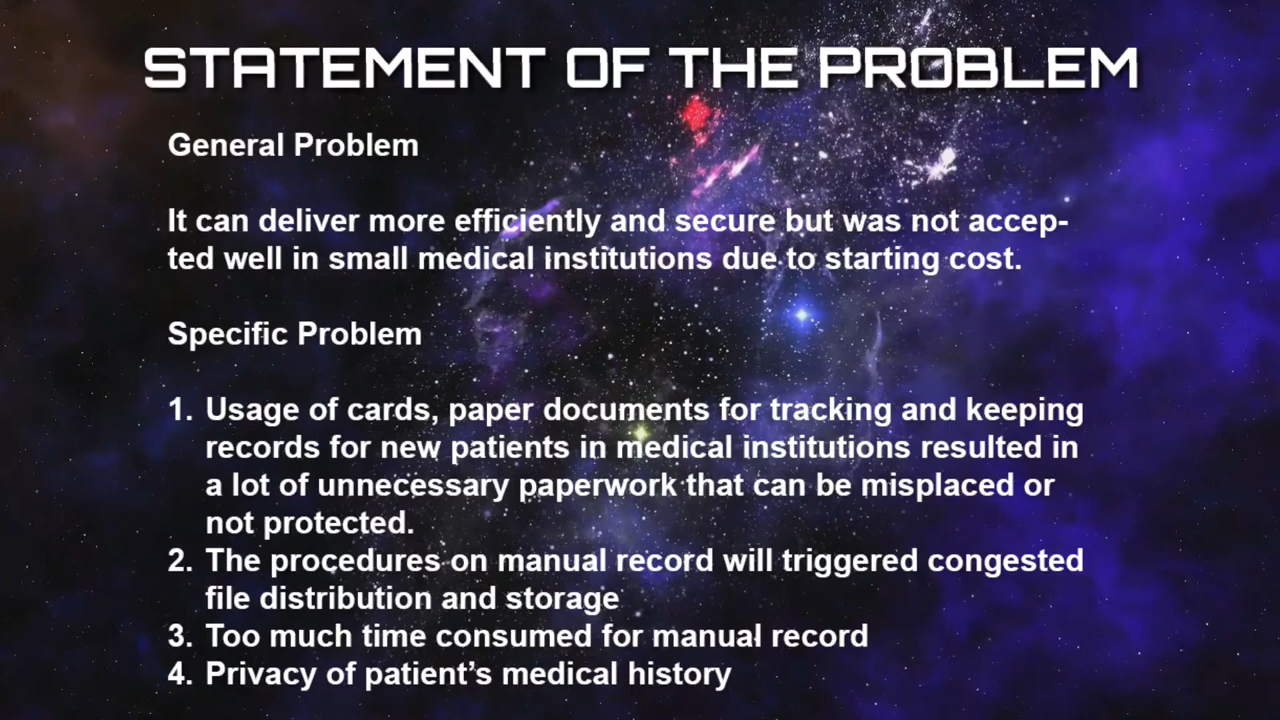 STATEMENT OF THE PROBLEM
General Problem
It can deliver more efficiently and secure but was not accep-
ted well in small medical institutions due to starting cost.
Specific Problem
1. Usage of cards, paper documents for tracking and keeping
records for new patients in medical institutions resulted in
a lot of unnecessary paperwork that can be misplaced or
not protected.
2. The procedures on manual record will triggered congested
file distribution and storage
3. Too much time consumed for manual record
4. Privacy of patient’s medical history